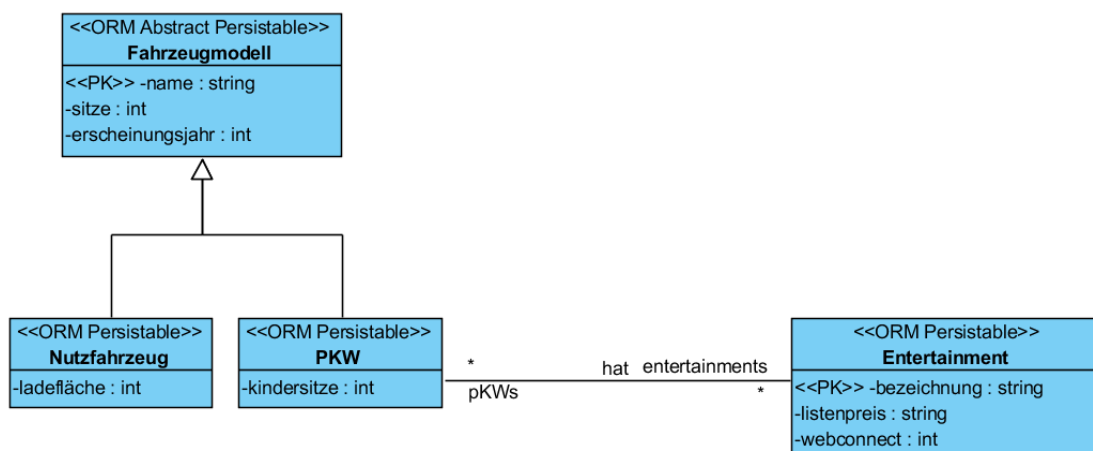 <<ORM Abstract Persistable>>
Fahrzeugmodell
<<PK>> -name : string
-sitze : int
-erscheinungsjahr : int
<<ORM Persistable>>
Nutzfahrzeug
-ladefläche : int
<<ORM Persistable>>
PKW
-kindersitze : int
*
pKWs
hat
entertainments
*
<<ORM Persistable>>
Entertainment
<<PK>> -bezeichnung : string
-listenpreis : string
-webconnect : int